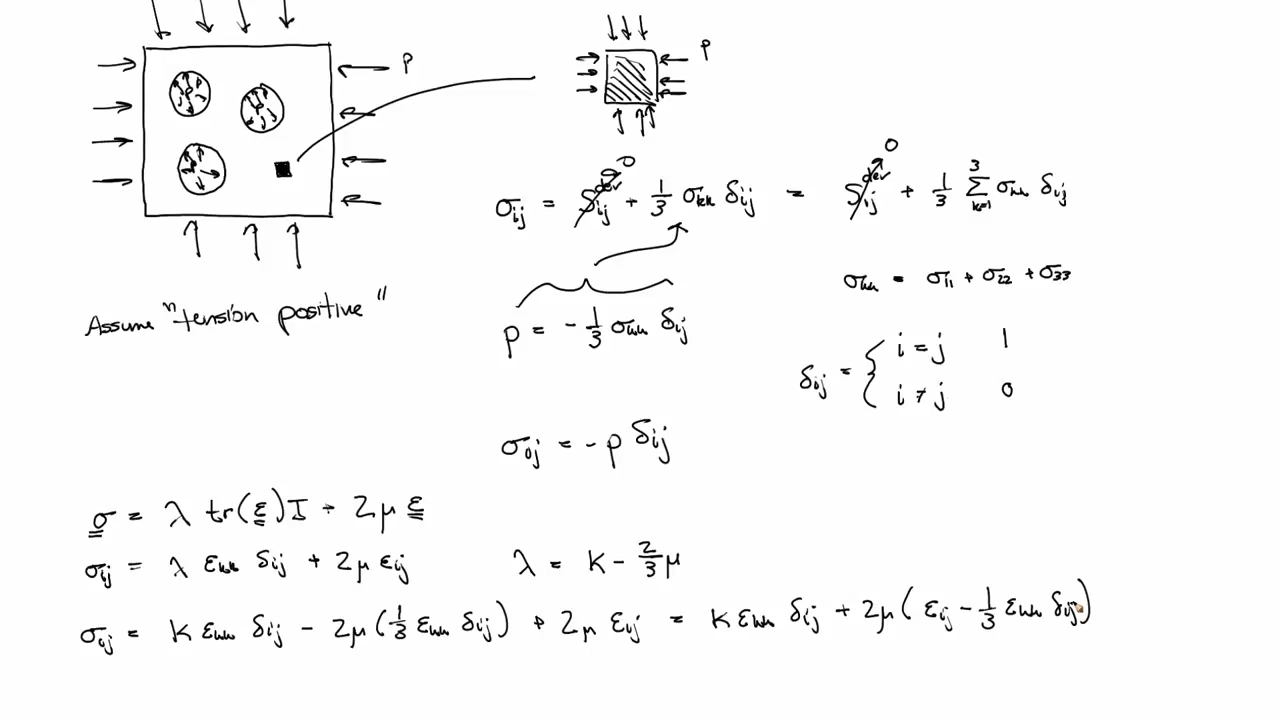 P
P
σij = Sij^dev 0 + 1/3 σkk δij = Sij^dev 0 + 1/3 Σ_{k=1}^{3} σkk δij
σkk = σ11 + σ22 + σ33
Assume "tension positive"
p = - 1/3 σkk δij
δij = { i = j 1
i ≠ j 0
σij = - p δij
σ = λ tr(ε)I + 2μ ε
σij = λ εkk δij + 2μ εij λ = K - 2/3 μ
σij = K εkk δij - 2μ(1/3 εkk δij) + 2μ εij = K εkk δij + 2μ(εij - 1/3 εkk δij)